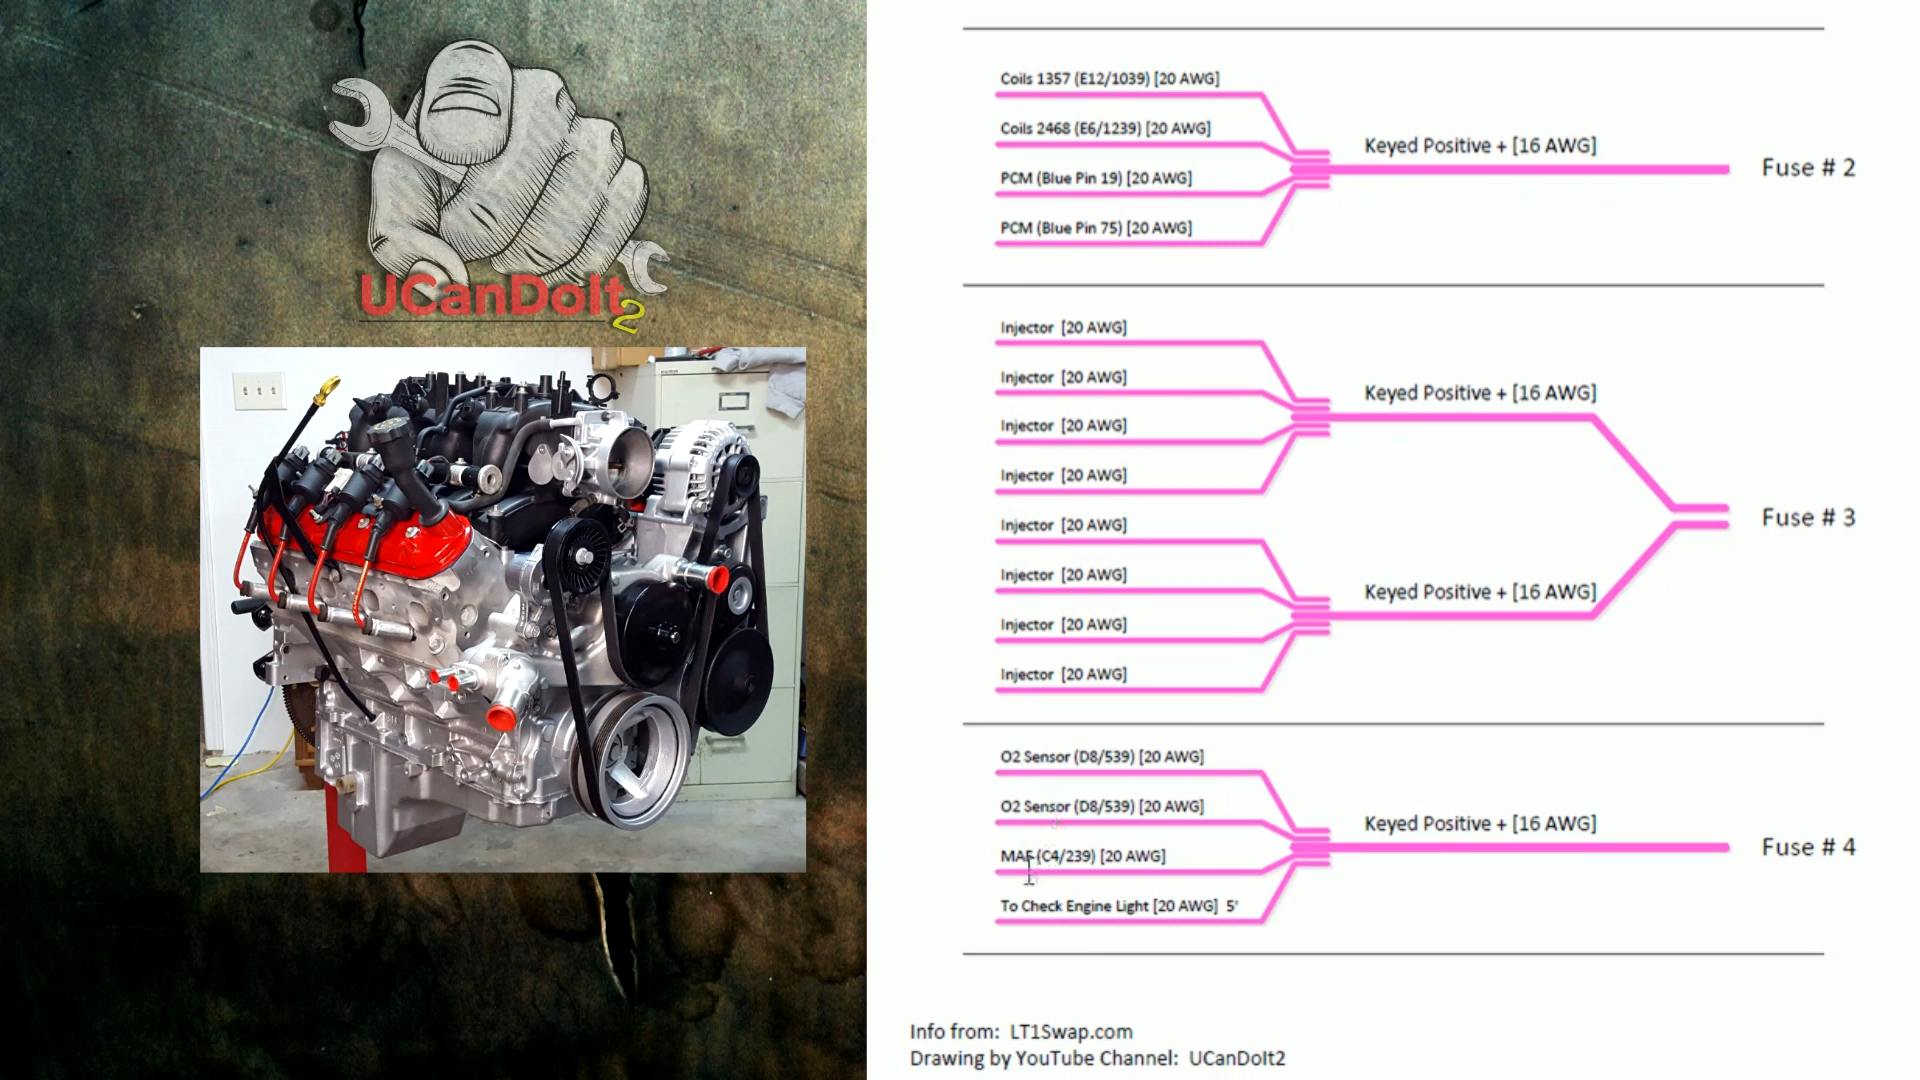 UCanDoIt2
Coils 1357 (E12/1039) [20 AWG]
Coils 2468 (E6/1239) [20 AWG]
PCM (Blue Pin 19) [20 AWG]
PCM (Blue Pin 75) [20 AWG]
Keyed Positive + [16 AWG]
Fuse # 2
Injector [20 AWG]
Injector [20 AWG]
Injector [20 AWG]
Injector [20 AWG]
Keyed Positive + [16 AWG]
Injector [20 AWG]
Injector [20 AWG]
Injector [20 AWG]
Injector [20 AWG]
Keyed Positive + [16 AWG]
Fuse # 3
O2 Sensor (D8/539) [20 AWG]
O2 Sensor (D8/539) [20 AWG]
MAF (C4/239) [20 AWG]
To Check Engine Light [20 AWG] 5'
Keyed Positive + [16 AWG]
Fuse # 4
Info from: LT1Swap.com
Drawing by YouTube Channel: UCanDoIt2